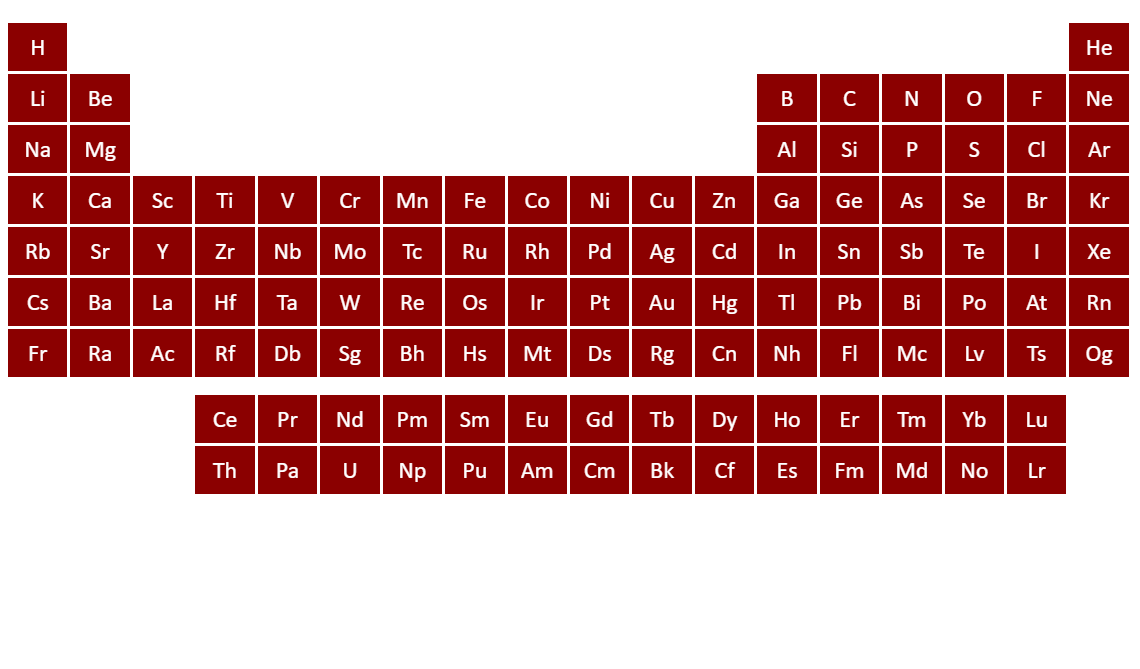 H He
Li Be B C N O F Ne
Na Mg Al Si P S Cl Ar
K Ca Sc Ti V Cr Mn Fe Co Ni Cu Zn Ga Ge As Se Br Kr
Rb Sr Y Zr Nb Mo Tc Ru Rh Pd Ag Cd In Sn Sb Te I Xe
Cs Ba La Hf Ta W Re Os Ir Pt Au Hg Tl Pb Bi Po At Rn
Fr Ra Ac Rf Db Sg Bh Hs Mt Ds Rg Cn Nh Fl Mc Lv Ts Og
Ce Pr Nd Pm Sm Eu Gd Tb Dy Ho Er Tm Yb Lu
Th Pa U Np Pu Am Cm Bk Cf Es Fm Md No Lr